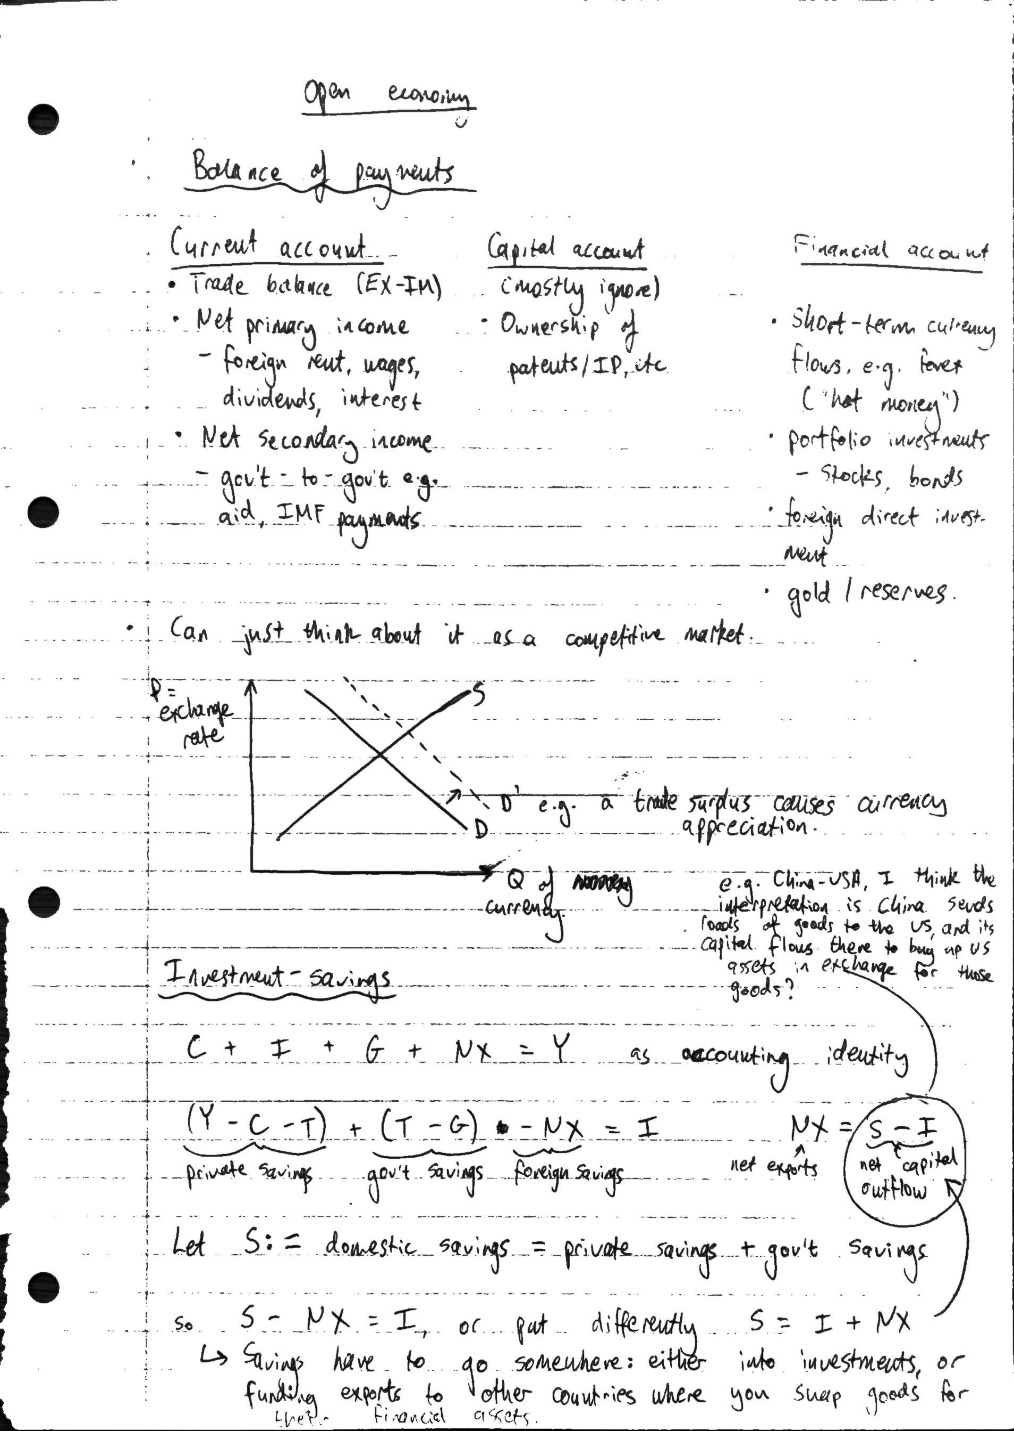 Open economy
Balance of payments
Current account
• Trade balance (EX-IM)
• Net primary income
- foreign rent, wages,
dividends, interest
• Net secondary income
- gov't-to-gov't e.g.
aid, IMF payments
Capital account
(mostly ignore)
• Ownership of
patents/IP, etc
Financial account
• Short-term currency
flows, e.g. forex
("hot money")
• portfolio investments
- stocks, bonds
• foreign direct invest-
ment
• gold / reserves.
• Can just think about it as a competitive market.
P =
exchange
rate
S
D' e.g. a trade surplus causes currency
appreciation.
D
Q of
currency
e.g. China-USA, I think the
interpretation is China sends
loads of goods to the US, and its
capital flows there to buy up US
assets in exchange for those
goods?
Investment-savings
C + I + G + NX = Y as accounting identity
(Y - C - T) + (T - G) - NX = I
private savings gov't savings foreign savings
NX = S - I
net exports net capital
outflow
Let S := domestic savings = private savings + gov't savings
so S - NX = I, or put differently S = I + NX
↳ Savings have to go somewhere: either into investments, or
funding exports to other countries where you swap goods for
their financial assets.